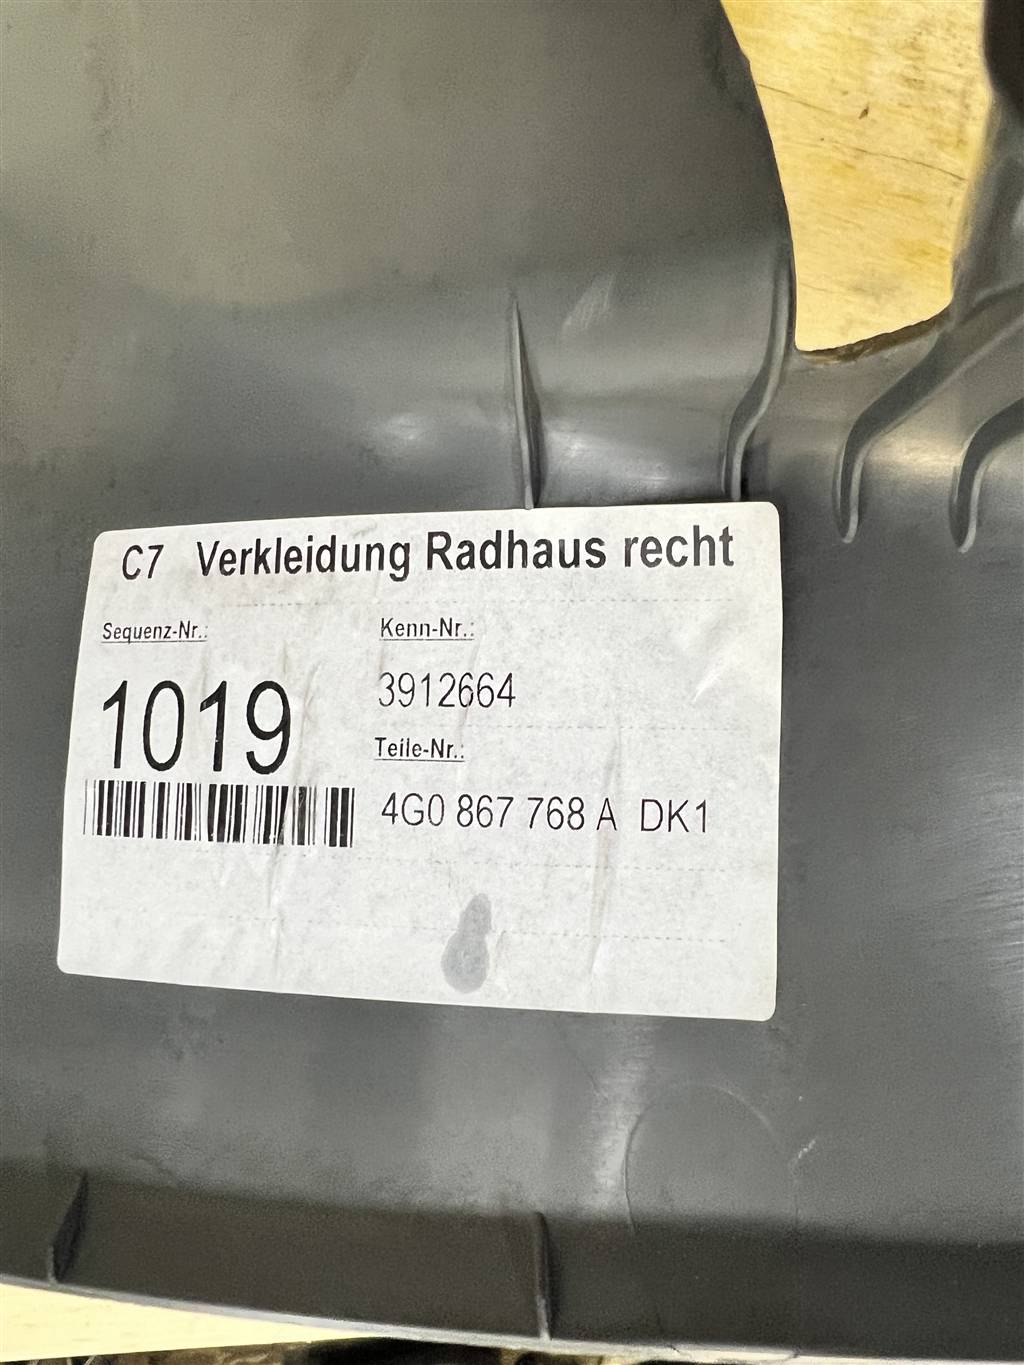 C7 Verkleidung Radhaus recht
Sequenz-Nr.: Kenn-Nr.:
1019 3912664
Teile-Nr.:
4G0 867 768 A DK1